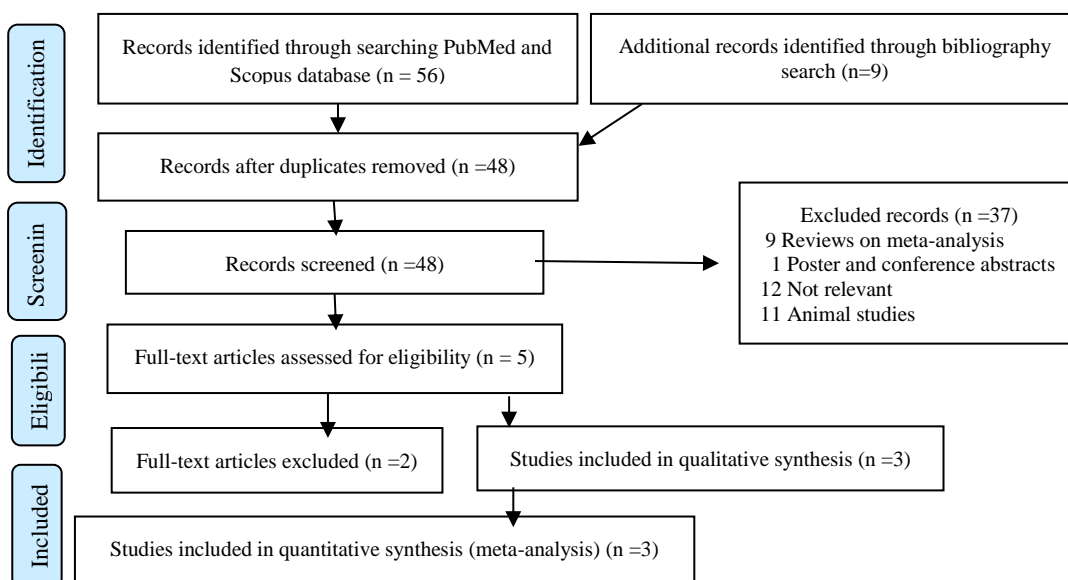 Identification
Records identified through searching PubMed and
Scopus database (n = 56)
Additional records identified through bibliography
search (n=9)
Records after duplicates removed (n =48)
Screenin
Records screened (n =48)
Excluded records (n =37)
9 Reviews on meta-analysis
1 Poster and conference abstracts
12 Not relevant
11 Animal studies
Eligibili
Full-text articles assessed for eligibility (n = 5)
Full-text articles excluded (n =2)
Studies included in qualitative synthesis (n =3)
Included
Studies included in quantitative synthesis (meta-analysis) (n =3)